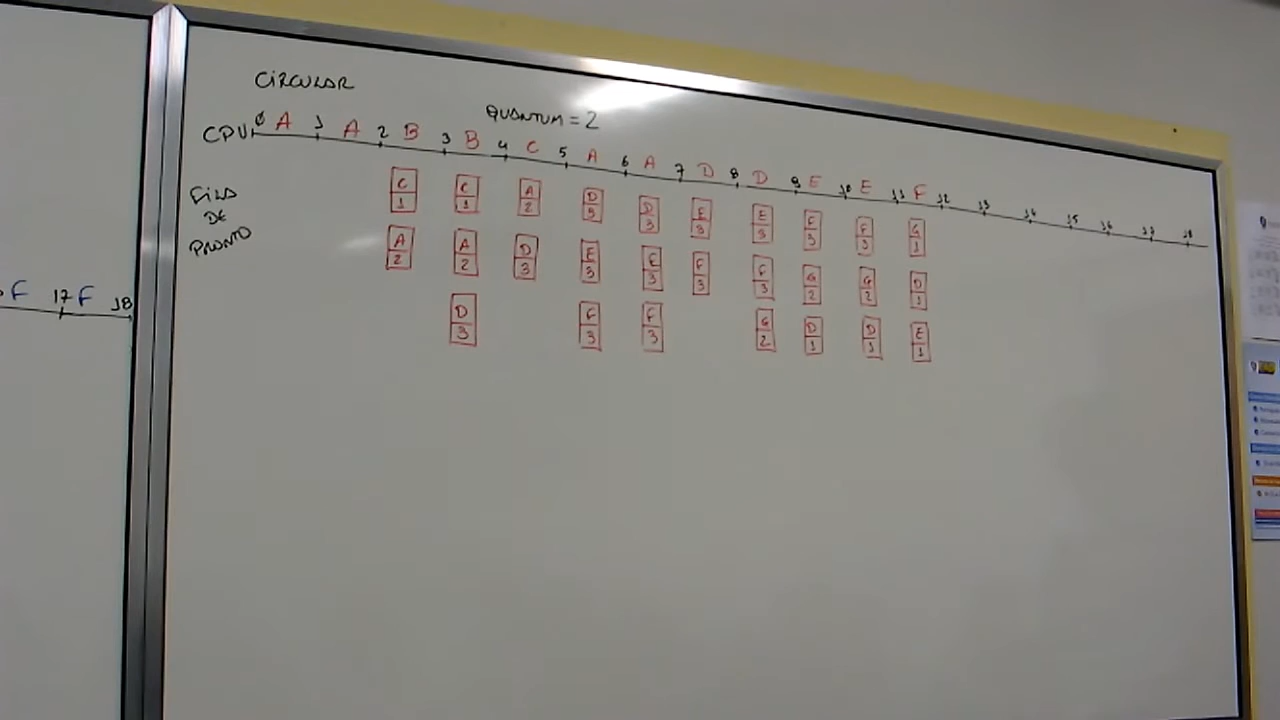 CIRCULAR
QUANTUM = 2
CPU 0 A 1 A 2 B 3 B 4 C 5 A 6 A 7 D 8 D 9 E 10 E 11 F 12 13 14 15 16 17 18
FILA
DE
PRONTO
C C A D D E E F F G
1 1 2 3 3 3 3 3 3 1
A A D E E F F G G D
2 2 3 3 3 3 3 2 2 1
D F F G D D E
3 3 3 2 1 1 1
F 17 F 18